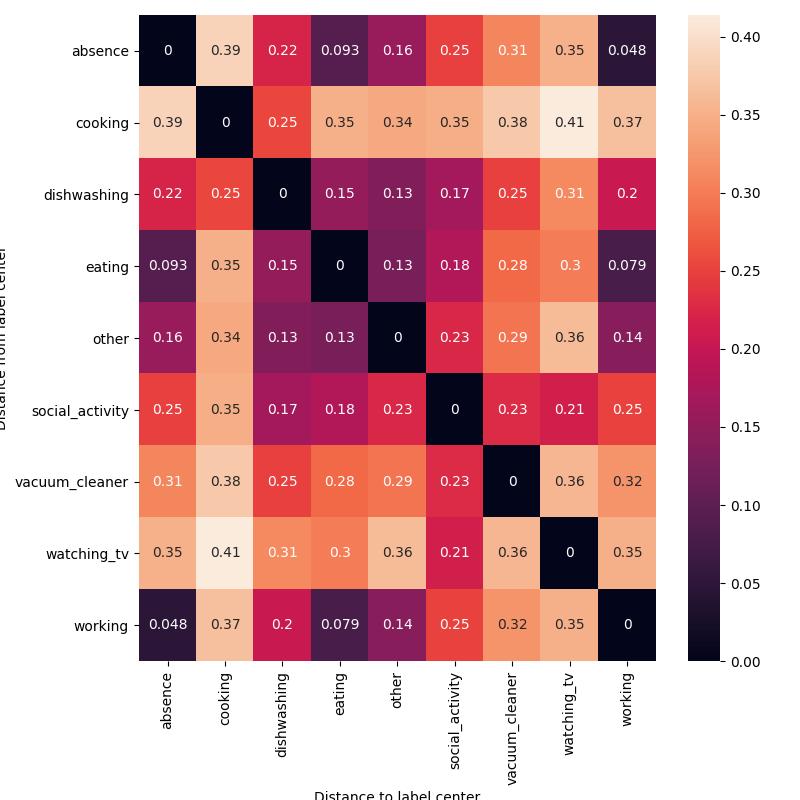 absence 0 0.39 0.22 0.093 0.16 0.25 0.31 0.35 0.048
cooking 0.39 0 0.25 0.35 0.34 0.35 0.38 0.41 0.37
dishwashing 0.22 0.25 0 0.15 0.13 0.17 0.25 0.31 0.2
eating 0.093 0.35 0.15 0 0.13 0.18 0.28 0.3 0.079
other 0.16 0.34 0.13 0.13 0 0.23 0.29 0.36 0.14
social_activity 0.25 0.35 0.17 0.18 0.23 0 0.23 0.21 0.25
vacuum_cleaner 0.31 0.38 0.25 0.28 0.29 0.23 0 0.36 0.32
watching_tv 0.35 0.41 0.31 0.3 0.36 0.21 0.36 0 0.35
working 0.048 0.37 0.2 0.079 0.14 0.25 0.32 0.35 0
absence cooking dishwashing eating other social_activity vacuum_cleaner watching_tv working
Distance to label center
Distance from label center
0.40
0.35
0.30
0.25
0.20
0.15
0.10
0.05
0.00